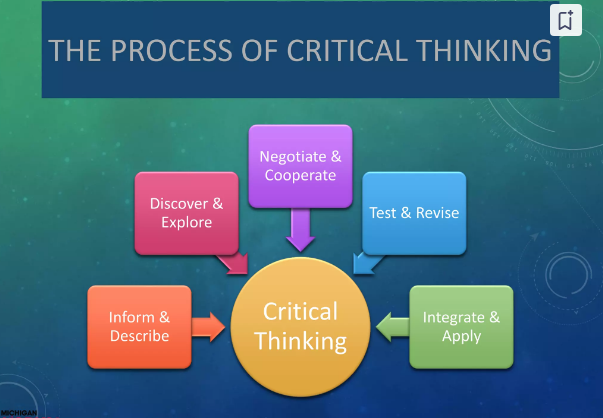 THE PROCESS OF CRITICAL THINKING
Negotiate &
Cooperate
Discover &
Explore
Test & Revise
Inform &
Describe
Critical
Thinking
Integrate &
Apply
MICHIGAN